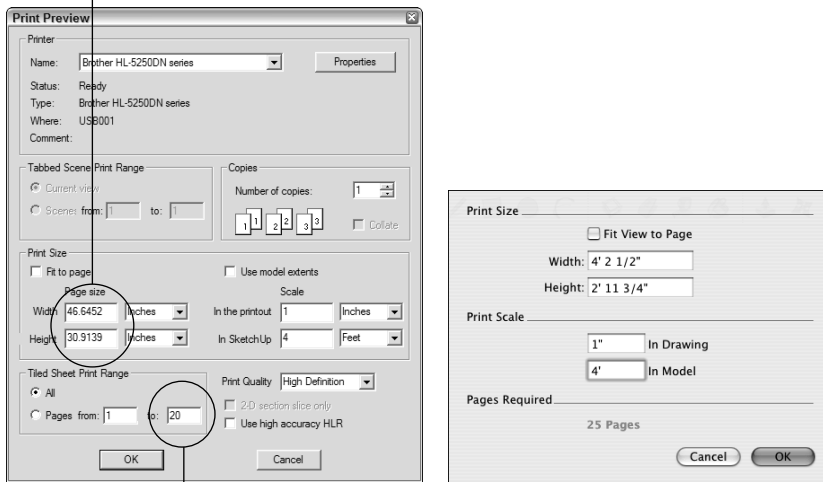 Print Preview
Printer
Name: Brother HL-5250DN series Properties
Status: Ready
Type: Brother HL-5250DN series
Where: USB001
Comment:
Tabbed Scene Print Range
Current view
Scenes from: 1 to: 1
Copies
Number of copies: 1
1 1 2 2 3 3
Collate
Print Size
Fit to page Use model extents
Page size Scale
Width 46.6452 Inches In the printout 1 Inches
Height 30.9139 Inches In SketchUp 4 Feet
Tiled Sheet Print Range
All
Pages from: 1 to: 20
Print Quality High Definition
2-D section slice only
Use high accuracy HLR
OK Cancel
Print Size
Fit View to Page
Width: 4' 2 1/2"
Height: 2' 11 3/4"
Print Scale
1" In Drawing
4' In Model
Pages Required
25 Pages
Cancel OK